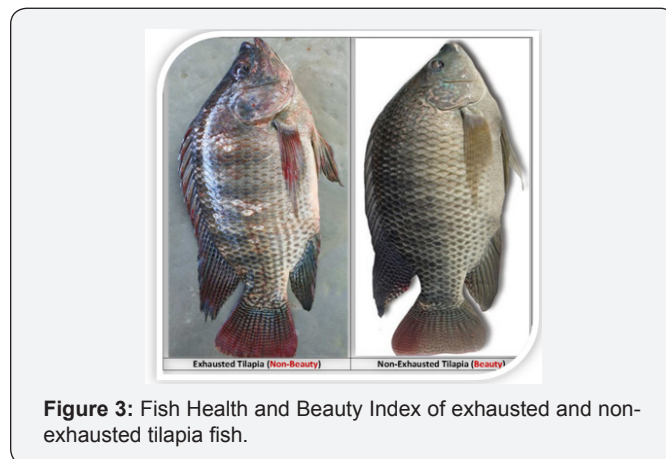 Exhausted Tilapia (Non-Beauty)
Non-Exhausted Tilapia (Beauty)
Figure 3: Fish Health and Beauty Index of exhausted and non-
exhausted tilapia fish.